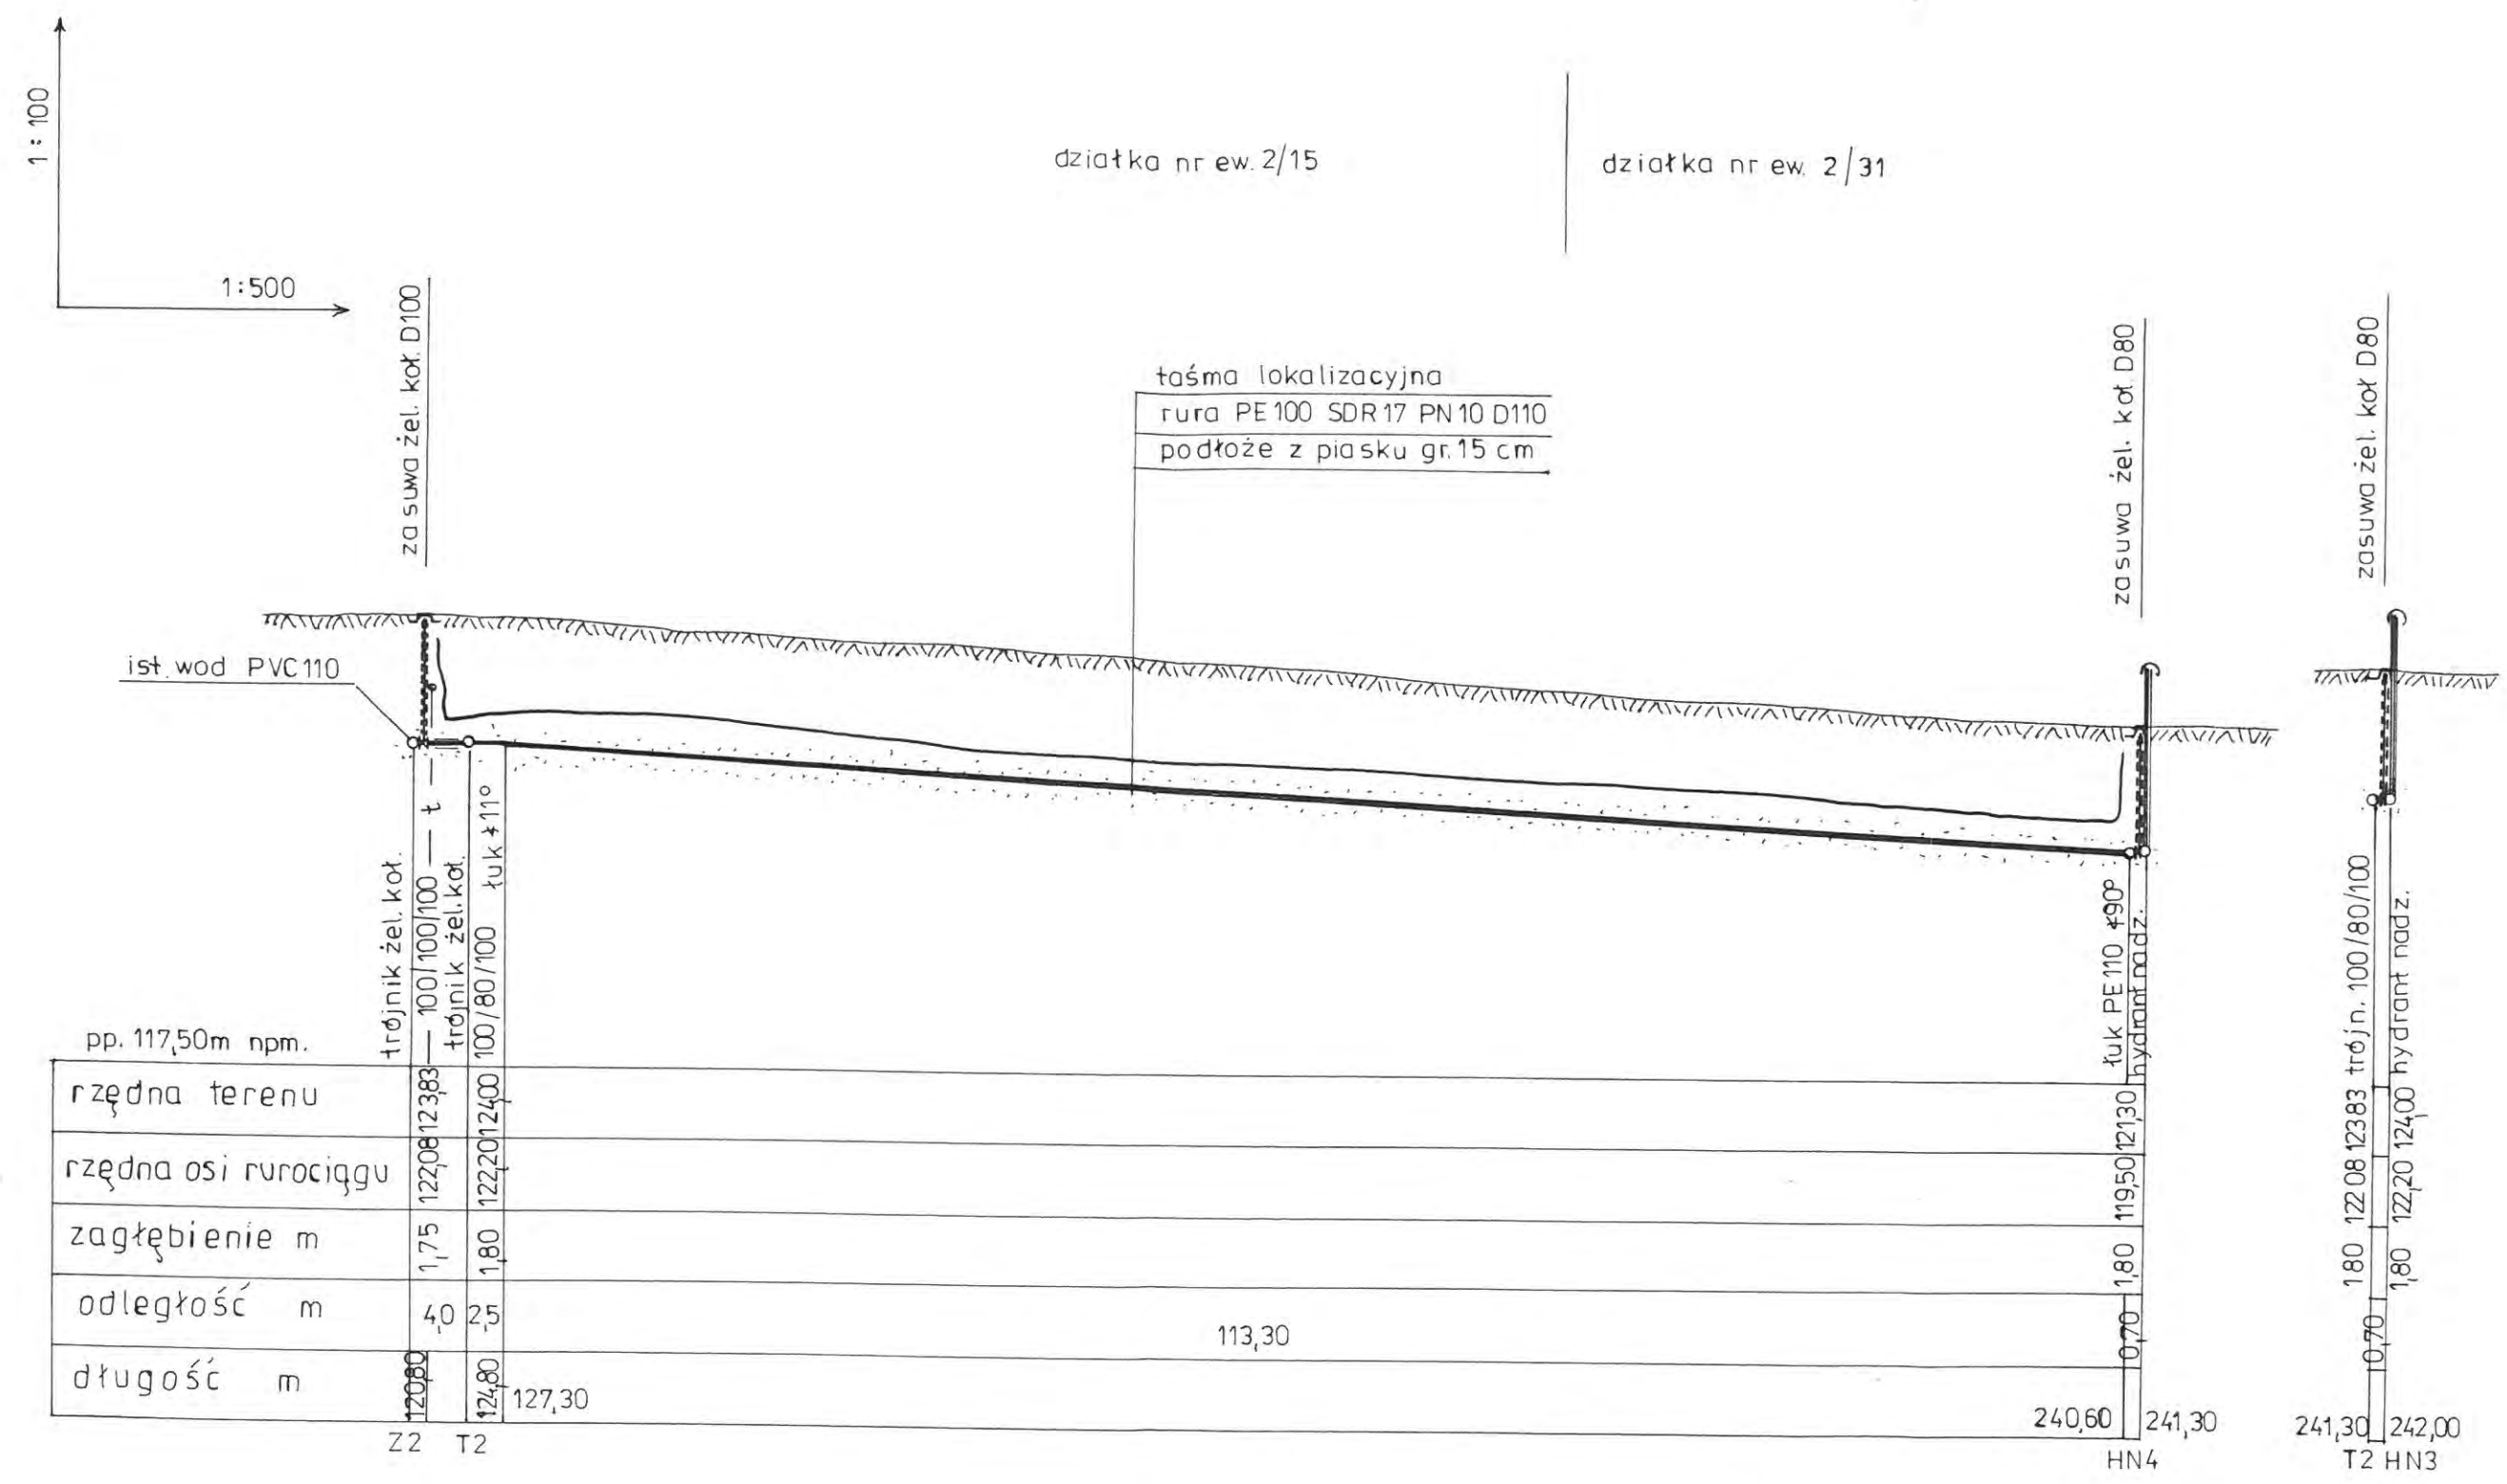 1:100
1:500
działka nr ew. 2/15
działka nr ew. 2/31
zasuwa żel. koł. D100
taśma lokalizacyjna
rura PE100 SDR17 PN10 D110
podłoże z piasku gr. 15 cm
zasuwa żel. koł. D80
zasuwa żel. koł D80
ist. wod PVC110
trójnik żel. koł.
100/100/100 t
trójnik żel. koł.
100/80/100 łuk ∢11°
łuk PE110 ∢90°
hydrant nadz.
trójn. 100/80/100
hydrant nadz.
pp. 117,50m npm.
rzędna terenu 123,83 124,00 121,30 123 83 124,00
rzędna osi rurociągu 122,08 122,20 119,50 122 08 122,20
zagłębienie m 1,75 1,80 1,80 1 80 1,80
odległość m 4,0 2,5 113,30 0,70 0,70
długość m 120,80 124,80 127,30 240,60 241,30 241,30 242,00
Z2 T2 HN4 T2 HN3